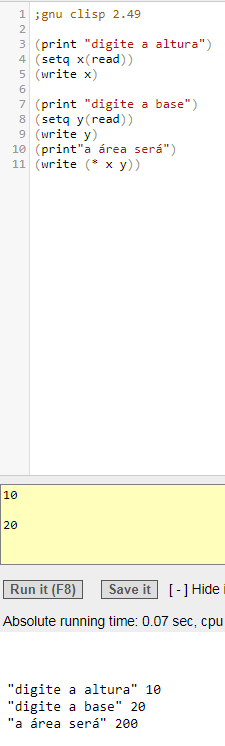 1 ;gnu clisp 2.49
2
3 (print "digite a altura")
4 (setq x(read))
5 (write x)
6
7 (print "digite a base")
8 (setq y(read))
9 (write y)
10 (print"a área será")
11 (write (* x y))
10
20
Run it (F8) Save it [ - ] Hide i
Absolute running time: 0.07 sec, cpu
"digite a altura" 10
"digite a base" 20
"a área será" 200